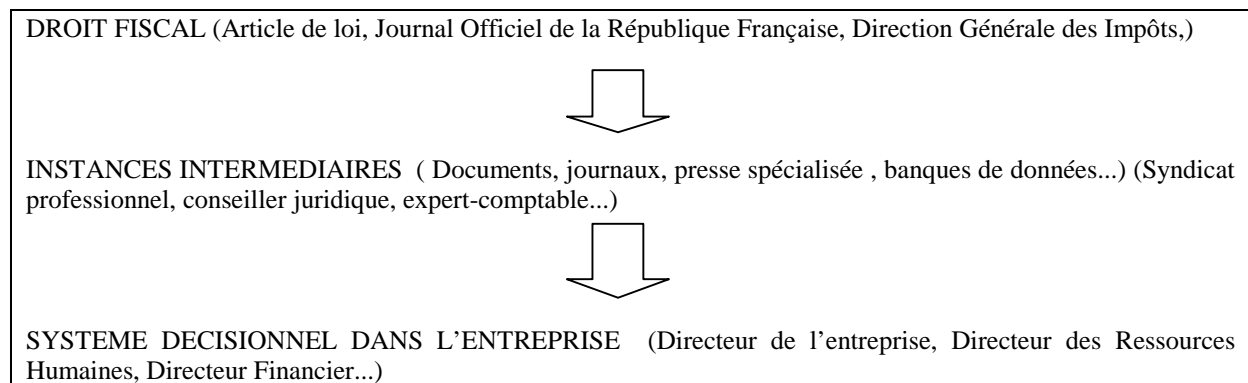 DROIT FISCAL (Article de loi, Journal Officiel de la République Française, Direction Générale des Impôts,)
INSTANCES INTERMEDIAIRES ( Documents, journaux, presse spécialisée , banques de données...) (Syndicat
professionnel, conseiller juridique, expert-comptable...)
SYSTEME DECISIONNEL DANS L’ENTREPRISE (Directeur de l’entreprise, Directeur des Ressources
Humaines, Directeur Financier...)